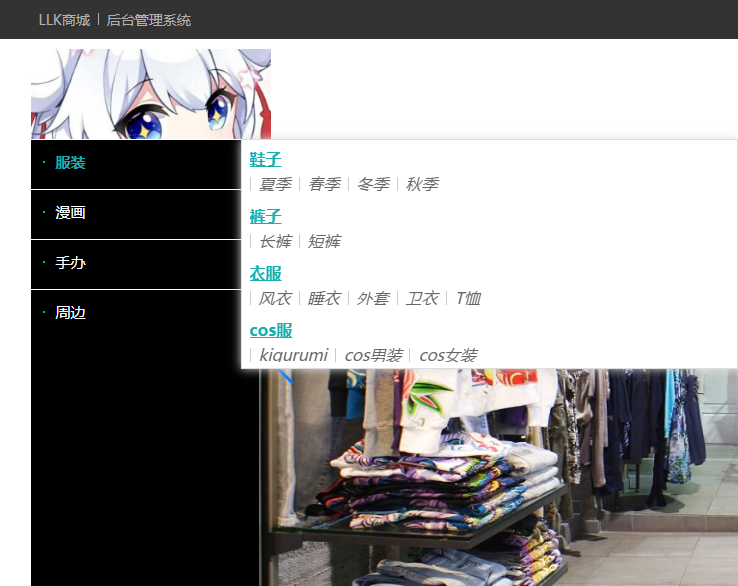 LLK商城 | 后台管理系统
· 服装
· 漫画
· 手办
· 周边
鞋子
| 夏季 | 春季 | 冬季 | 秋季
裤子
| 长裤 | 短裤
衣服
| 风衣 | 睡衣 | 外套 | 卫衣 | T恤
cos服
| kigurumi | cos男装 | cos女装